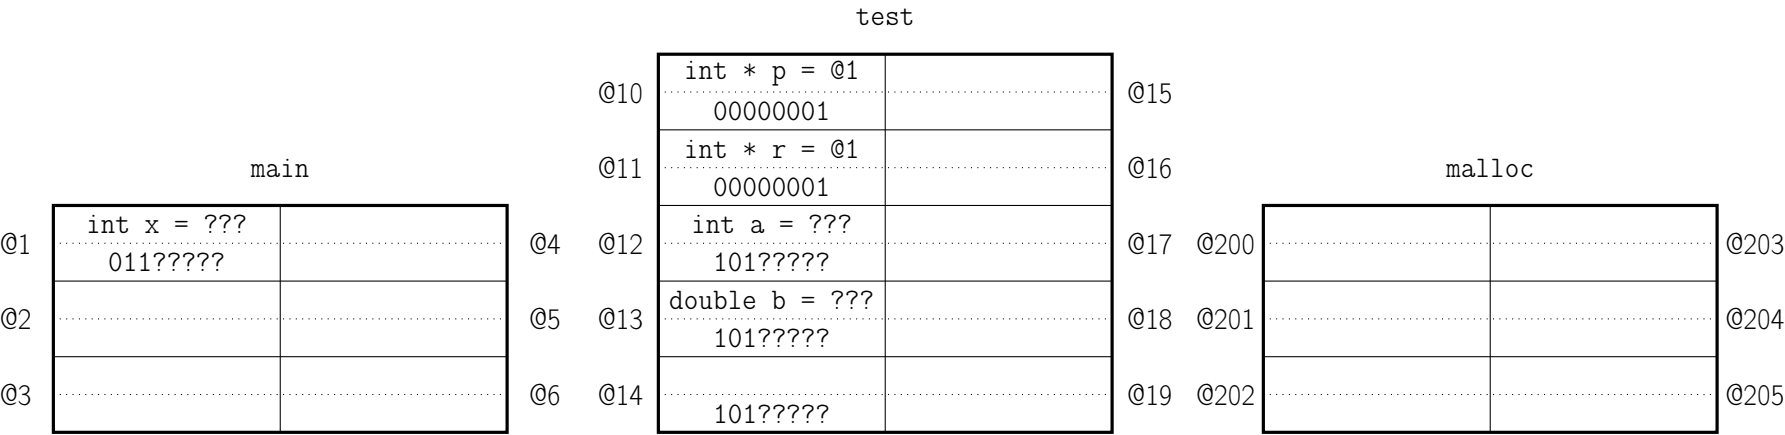 test
int * p = @1
@10 @15
00000001
int * r = @1
@11 @16
00000001
main malloc
int x = ??? int a = ???
@1 @4 @12 @17 @200 @203
011????? 101?????
double b = ???
@2 @5 @13 @18 @201 @204
101?????
@3 @6 @14 @19 @202 @205
101?????